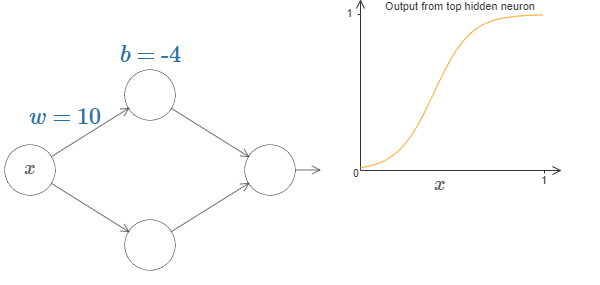 Output from top hidden neuron
1
b = -4
w = 10
x
0
x
1